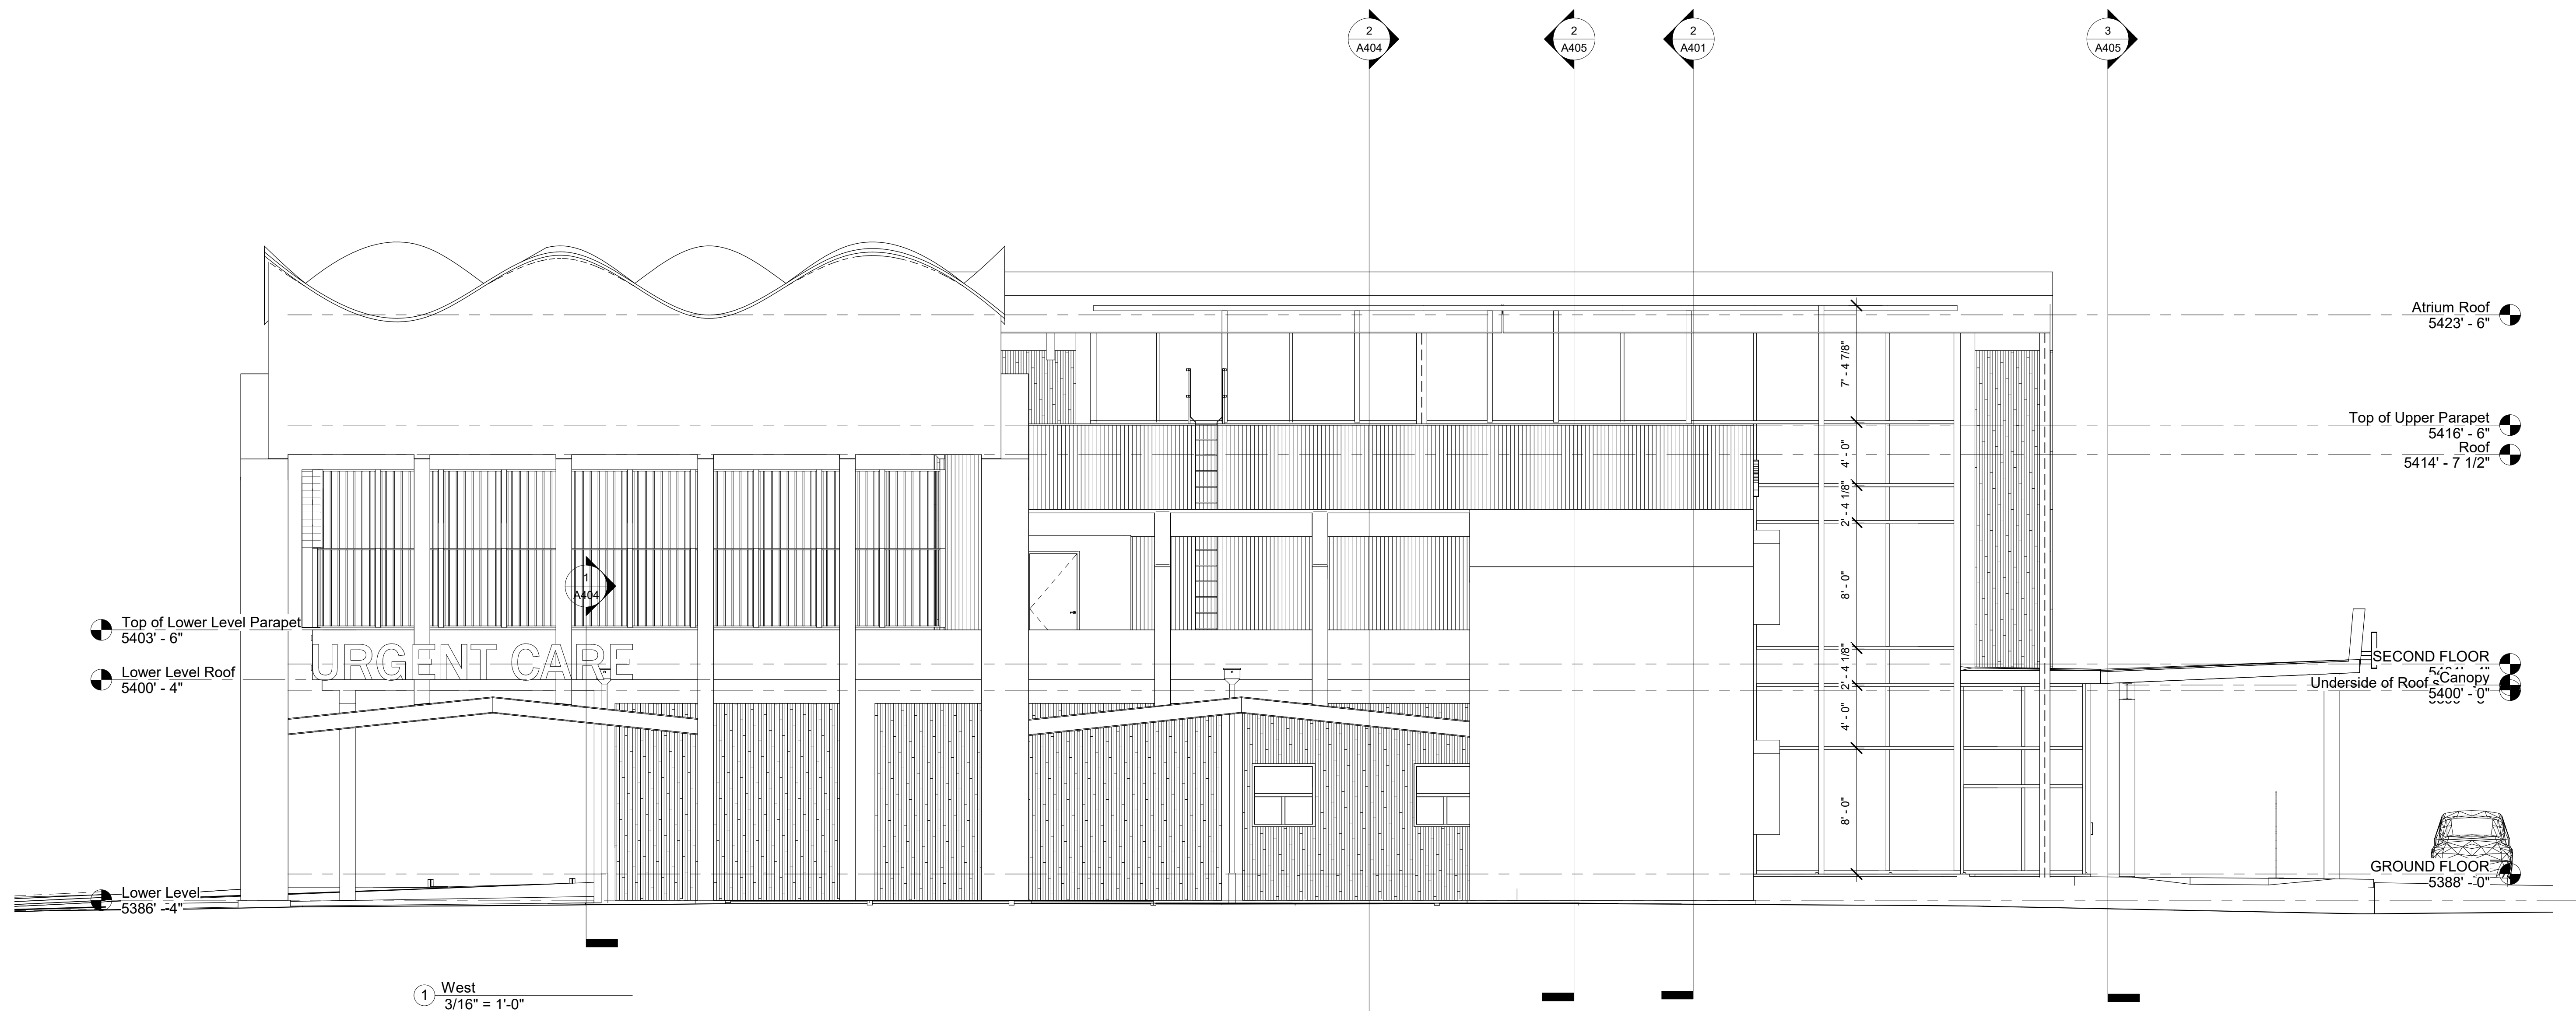 2
A404
2
A405
2
A401
3
A405
Atrium Roof
5423' - 6"
7' - 4 7/8"
Top of Upper Parapet
5416' - 6"
Roof
5414' - 7 1/2"
4' - 0"
2' - 4 1/8"
1
A404
8' - 0"
Top of Lower Level Parapet
5403' - 6"
URGENT CARE
Lower Level Roof
5400' - 4"
2' - 4 1/8"
SECOND FLOOR
Canopy
Underside of Roof
5400' - 0"
4' - 0"
8' - 0"
GROUND FLOOR
5388' - 0"
Lower Level
5386' - 4"
1
West
3/16" = 1'-0"